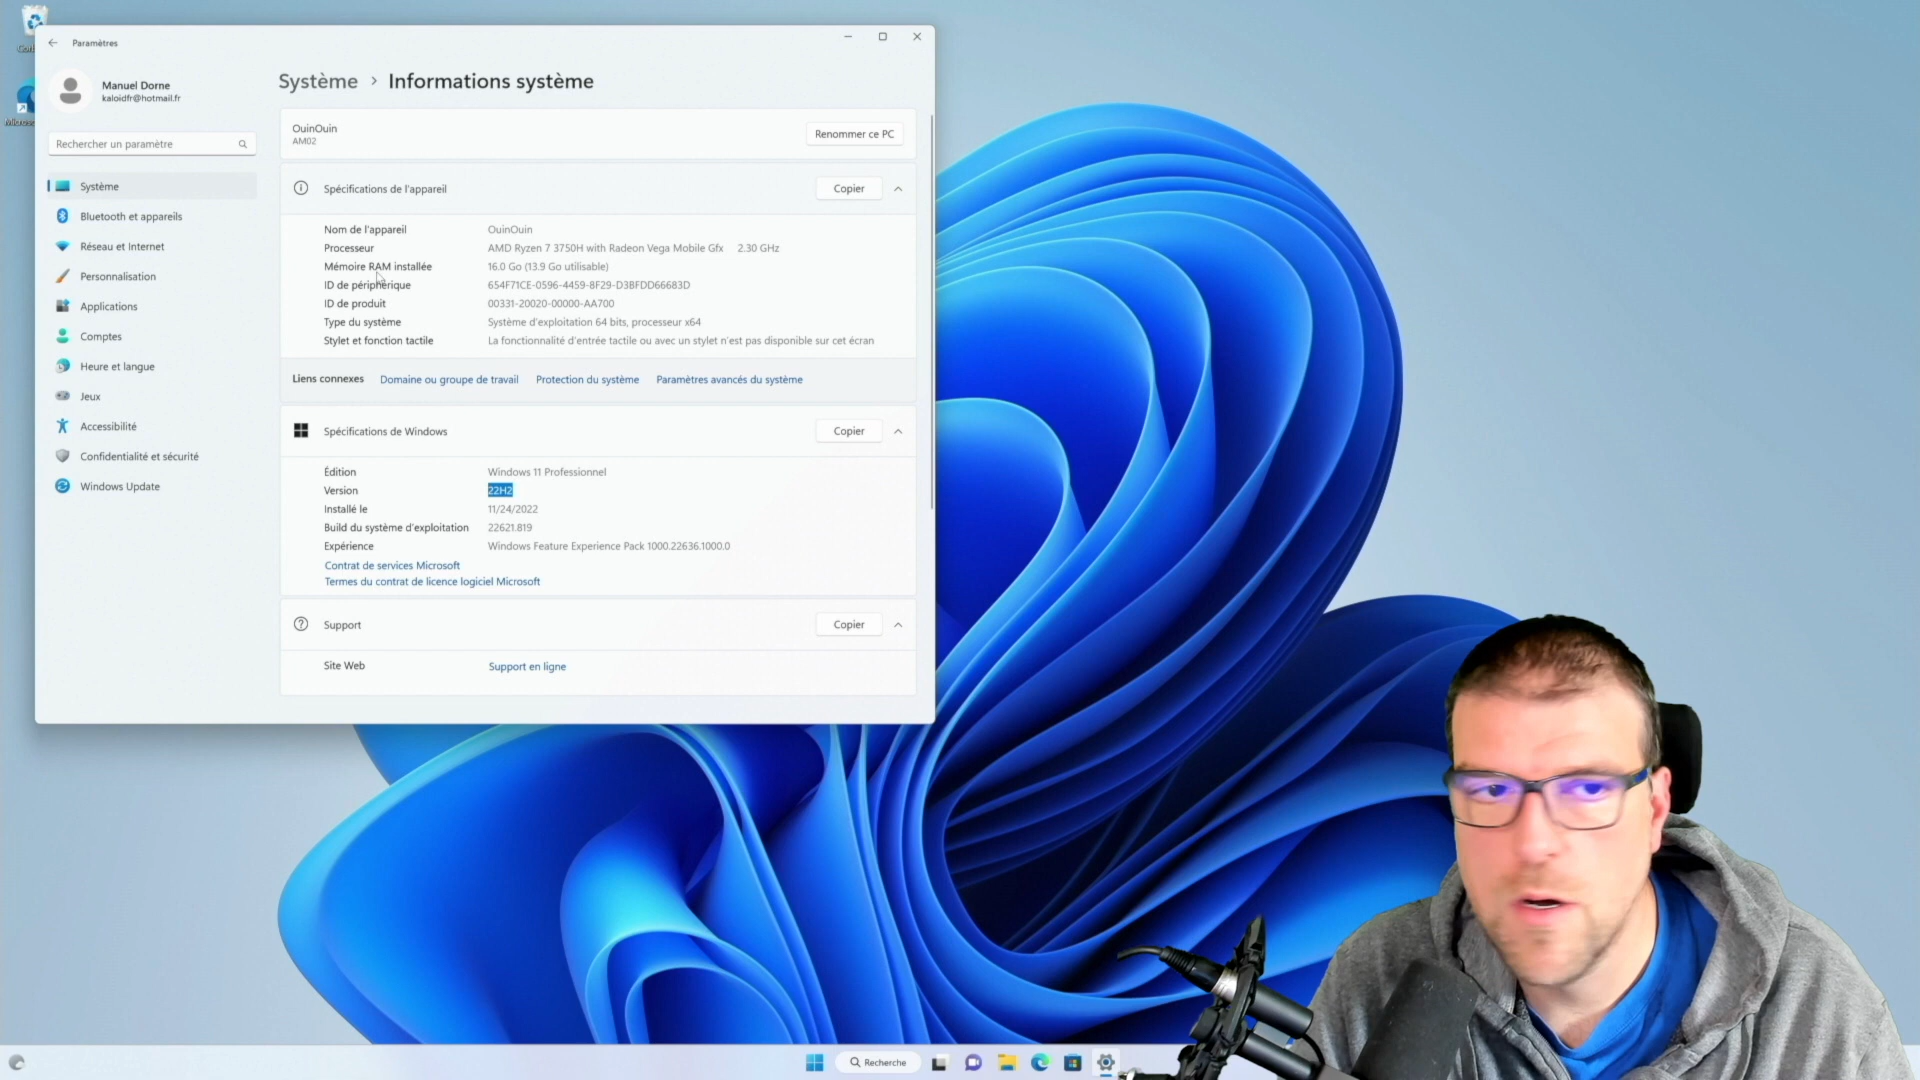 Paramètres
Manuel Dorne
kaloidfr@hotmail.fr
Rechercher un paramètre
Système
Bluetooth et appareils
Réseau et Internet
Personnalisation
Applications
Comptes
Heure et langue
Jeux
Accessibilité
Confidentialité et sécurité
Windows Update
Système > Informations système
OuinOuin
AM02
Renommer ce PC
Spécifications de l'appareil
Copier
Nom de l'appareil OuinOuin
Processeur AMD Ryzen 7 3750H with Radeon Vega Mobile Gfx 2.30 GHz
Mémoire RAM installée 16.0 Go (13.9 Go utilisable)
ID de périphérique 654F71CE-0596-4459-8F29-D3BFDD66683D
ID de produit 00331-20020-00000-AA700
Type du système Système d'exploitation 64 bits, processeur x64
Stylet et fonction tactile La fonctionnalité d'entrée tactile ou avec un stylet n'est pas disponible sur cet écran
Liens connexes Domaine ou groupe de travail Protection du système Paramètres avancés du système
Spécifications de Windows
Copier
Édition Windows 11 Professionnel
Version 22H2
Installé le 11/24/2022
Build du système d'exploitation 22621.819
Expérience Windows Feature Experience Pack 1000.22636.1000.0
Contrat de services Microsoft
Termes du contrat de licence logiciel Microsoft
Support
Copier
Site Web Support en ligne
Recherche